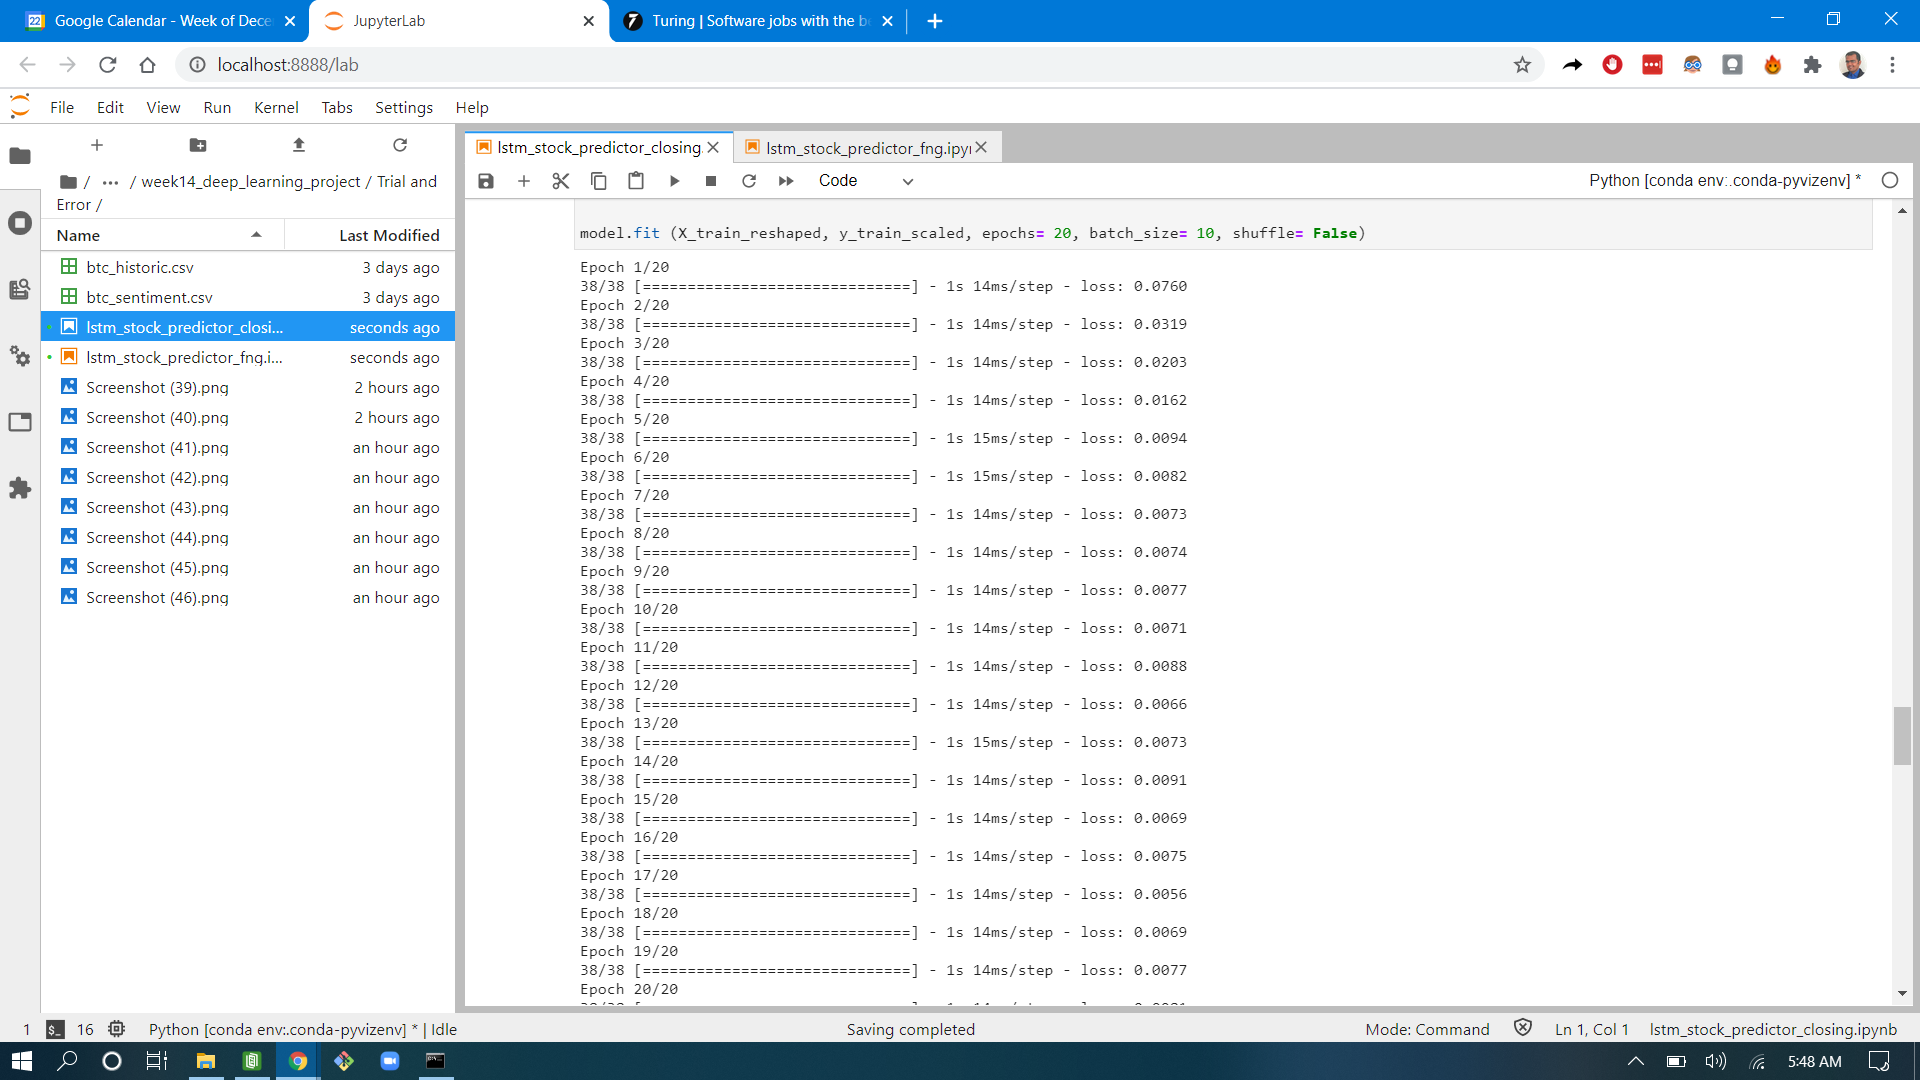 Google Calendar - Week of Dece
JupyterLab
Turing | Software jobs with the be
localhost:8888/lab
File Edit View Run Kernel Tabs Settings Help
/ ··· / week14_deep_learning_project / Trial and
Error /
Name Last Modified
btc_historic.csv 3 days ago
btc_sentiment.csv 3 days ago
lstm_stock_predictor_closi... seconds ago
lstm_stock_predictor_fng.i... seconds ago
Screenshot (39).png 2 hours ago
Screenshot (40).png 2 hours ago
Screenshot (41).png an hour ago
Screenshot (42).png an hour ago
Screenshot (43).png an hour ago
Screenshot (44).png an hour ago
Screenshot (45).png an hour ago
Screenshot (46).png an hour ago
lstm_stock_predictor_closing.
lstm_stock_predictor_fng.ipyn
Code
Python [conda env:.conda-pyvizenv] *
model.fit (X_train_reshaped, y_train_scaled, epochs= 20, batch_size= 10, shuffle= False)
Epoch 1/20
38/38 [==============================] - 1s 14ms/step - loss: 0.0760
Epoch 2/20
38/38 [==============================] - 1s 14ms/step - loss: 0.0319
Epoch 3/20
38/38 [==============================] - 1s 14ms/step - loss: 0.0203
Epoch 4/20
38/38 [==============================] - 1s 14ms/step - loss: 0.0162
Epoch 5/20
38/38 [==============================] - 1s 15ms/step - loss: 0.0094
Epoch 6/20
38/38 [==============================] - 1s 15ms/step - loss: 0.0082
Epoch 7/20
38/38 [==============================] - 1s 14ms/step - loss: 0.0073
Epoch 8/20
38/38 [==============================] - 1s 14ms/step - loss: 0.0074
Epoch 9/20
38/38 [==============================] - 1s 14ms/step - loss: 0.0077
Epoch 10/20
38/38 [==============================] - 1s 14ms/step - loss: 0.0071
Epoch 11/20
38/38 [==============================] - 1s 14ms/step - loss: 0.0088
Epoch 12/20
38/38 [==============================] - 1s 14ms/step - loss: 0.0066
Epoch 13/20
38/38 [==============================] - 1s 15ms/step - loss: 0.0073
Epoch 14/20
38/38 [==============================] - 1s 14ms/step - loss: 0.0091
Epoch 15/20
38/38 [==============================] - 1s 14ms/step - loss: 0.0069
Epoch 16/20
38/38 [==============================] - 1s 14ms/step - loss: 0.0075
Epoch 17/20
38/38 [==============================] - 1s 14ms/step - loss: 0.0056
Epoch 18/20
38/38 [==============================] - 1s 14ms/step - loss: 0.0069
Epoch 19/20
38/38 [==============================] - 1s 14ms/step - loss: 0.0077
Epoch 20/20
1 16 Python [conda env:.conda-pyvizenv] * | Idle
Saving completed
Mode: Command Ln 1, Col 1 lstm_stock_predictor_closing.ipynb
5:48 AM